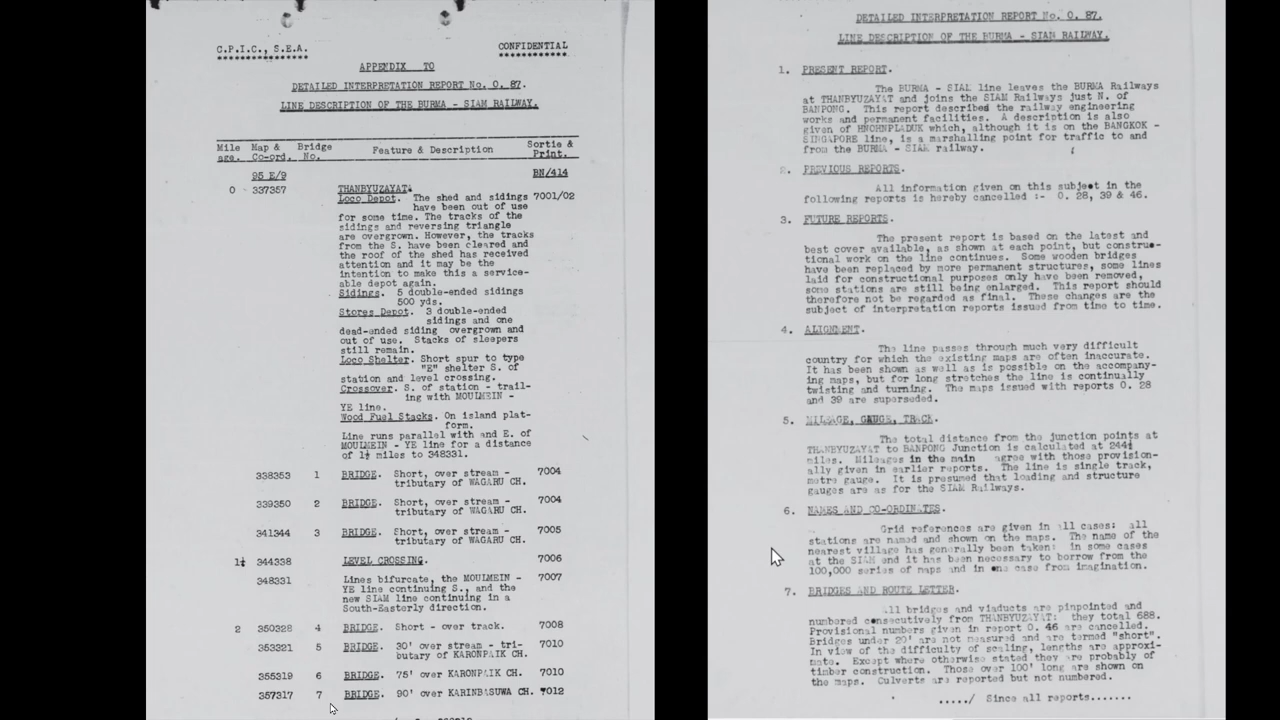 C.P.I.C., S.E.A. CONFIDENTIAL
APPENDIX TO
DETAILED INTERPRETATION REPORT No. O. 87.
LINE DESCRIPTION OF THE BURMA - SIAM RAILWAY.
Mile Map & Bridge Feature & Description Sortie &
age. Co-ord. No. Print.
95 E/9 BN/414
0 337357 THANBYUZAYAT.
Loco Depot. The shed and sidings 7001/02
have been out of use
for some time. The tracks of the
sidings and reversing triangle
are overgrown. However, the tracks
from the S. have been cleared and
the roof of the shed has received
attention and it may be the
intention to make this a service-
able depot again.
Sidings. 5 double-ended sidings
500 yds.
Stores Depot. 3 double-ended
sidings and one
dead-ended siding overgrown and
out of use. Stacks of sleepers
still remain.
Loco Shelter. Short spur to type
"E" shelter S. of
station and level crossing.
Crossover. S. of station - trail-
ing with MOULMEIN -
YE line.
Wood Fuel Stacks. On island plat-
form.
Line runs parallel with and E. of
MOULMEIN - YE line for a distance
of 1½ miles to 348331.
338353 1 BRIDGE. Short, over stream - 7004
tributary of WAGARU CH.
339350 2 BRIDGE. Short, over stream - 7004
tributary of WAGARU CH.
341344 3 BRIDGE. Short, over stream - 7005
tributary of WAGARU CH.
344338 LEVEL CROSSING. 7006
348331 Lines bifurcate, the MOULMEIN - 7007
YE line continuing S., and the
new SIAM line continuing in a
South-Easterly direction.
2 350328 4 BRIDGE. Short - over track. 7008
353321 5 BRIDGE. 30' over stream - tri- 7010
butary of KARONPAIK CH.
355319 6 BRIDGE. 75' over KARONPAIK CH. 7010
357317 7 BRIDGE. 90' over KARINBASUWA CH. 7012
DETAILED INTERPRETATION REPORT No. O. 87.
LINE DESCRIPTION OF THE BURMA - SIAM RAILWAY.
1. PRESENT REPORT.
The BURMA - SIAM line leaves the BURMA Railways
at THANBYUZAYAT and joins the SIAM Railways just N. of
BANPONG. This report described the railway engineering
works and permanent facilities. A description is also
given of HNOHNPLADUK which, although it is on the BANGKOK -
SINGAPORE line, is a marshalling point for traffic to and
from the BURMA - SIAM railway.
2. PREVIOUS REPORTS.
All information given on this subject in the
following reports is hereby cancelled :- O. 28, 39 & 46.
3. FUTURE REPORTS.
The present report is based on the latest and
best cover available, as shown at each point, but construc-
tional work on the line continues. Some wooden bridges
have been replaced by more permanent structures, some lines
laid for constructional purposes only have been removed,
some stations are still being enlarged. This report should
therefore not be regarded as final. These changes are the
subject of interpretation reports issued from time to time.
4. ALIGNMENT.
The line passes through much very difficult
country for which the existing maps are often inaccurate.
It has been shown as well as is possible on the accompany-
ing maps, but for long stretches the line is continually
twisting and turning. The maps issued with reports O. 28
and 39 are superseded.
5. MILEAGE, GAUGE, TRACK.
The total distance from the junction points at
THANBYUZAYAT to BANPONG Junction is calculated at
miles. Mileages in the main agree with those provision-
ally given in earlier reports. The line is single track,
metre gauge. It is presumed that loading and structure
gauges are as for the SIAM Railways.
6. NAMES AND CO-ORDINATES.
Grid references are given in all cases: all
stations are named and shown on the maps. The name of the
nearest village has generally been taken: in some cases
at the SIAM end it has been necessary to borrow from the
100,000 series of maps and in one case from imagination.
7. BRIDGES AND ROUTE LETTER.
All bridges and viaducts are pinpointed and
numbered consecutively from THANBYUZAYAT: they total 688.
Provisional numbers given in report O. 46 are cancelled.
Bridges under 20' are not measured and are termed "short".
In view of the difficulty of scaling, lengths are approxi-
mate. Except where otherwise stated they are probably of
timber construction. Those over 100' long are shown on
the maps. Culverts are reported but not numbered.
...../ Since all reports.......